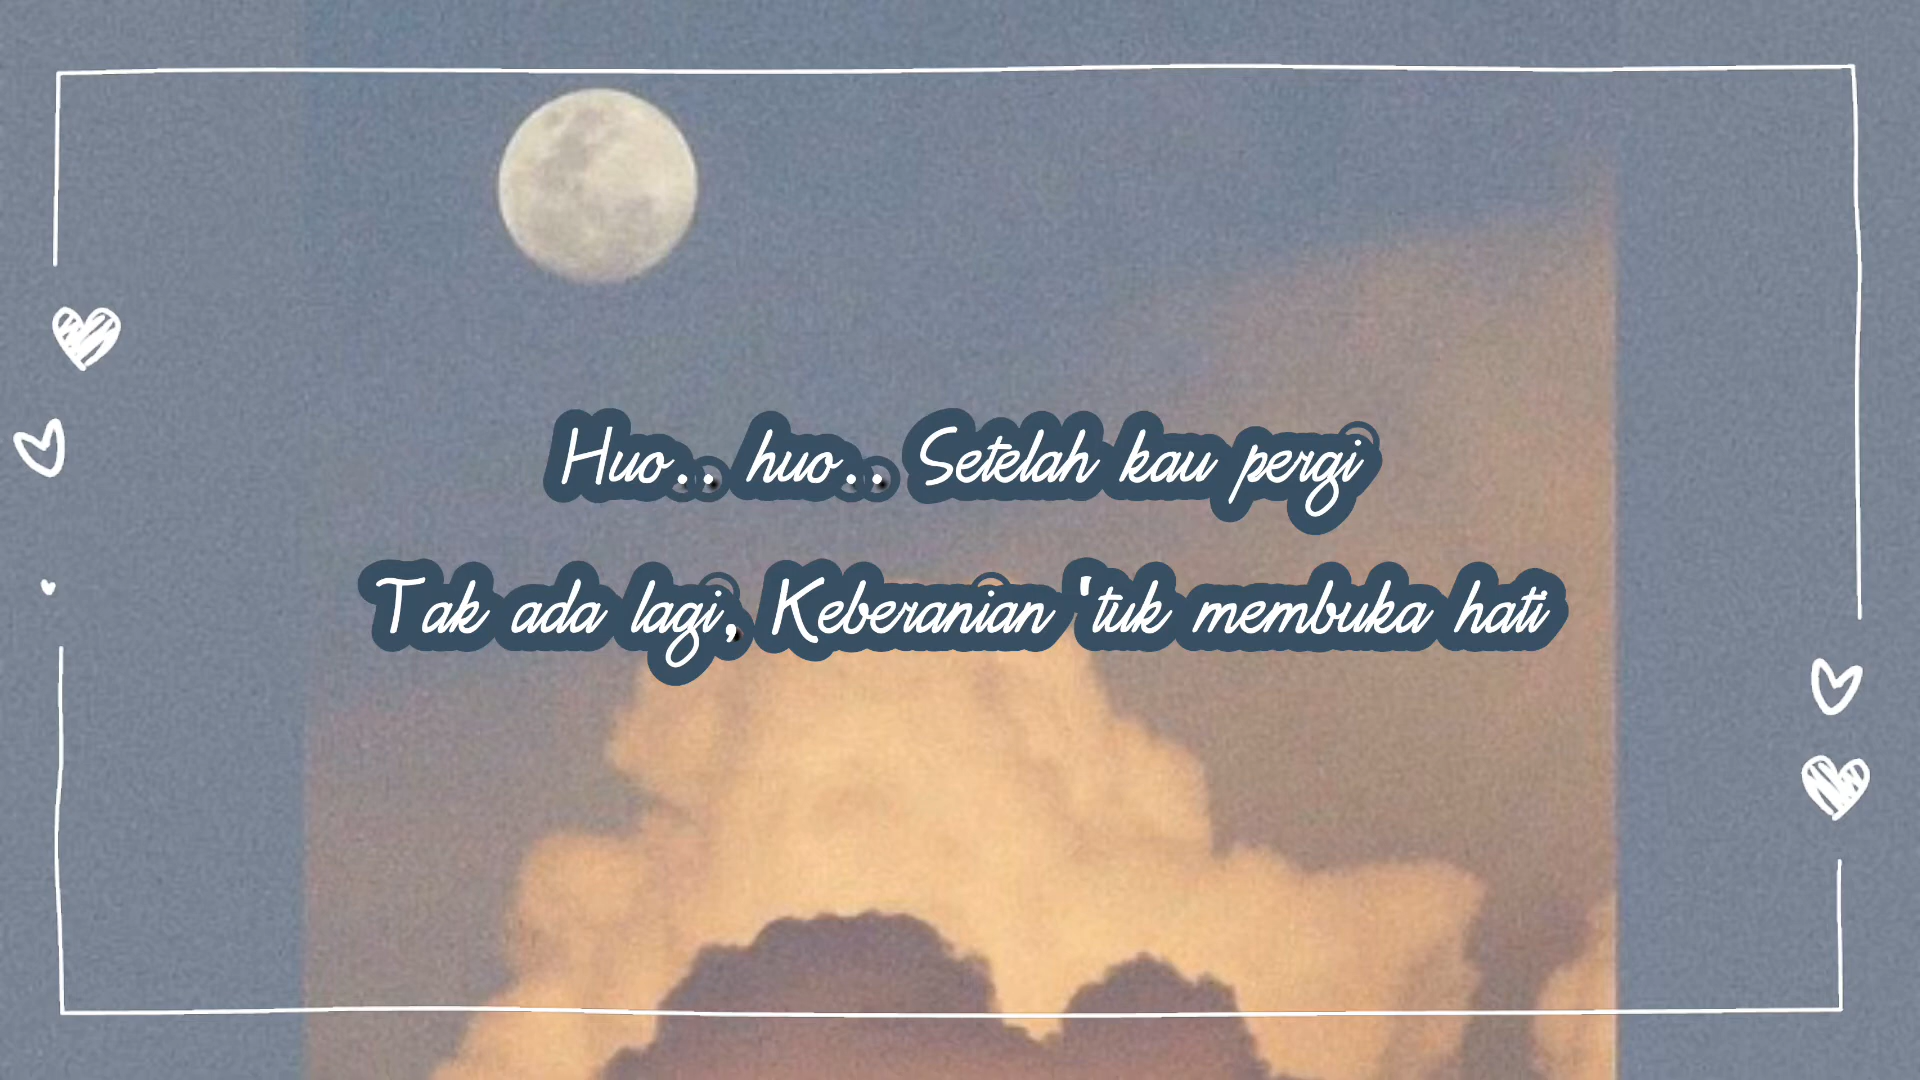 Huo.. huo.. Setelah kau pergi
Tak ada lagi, Keberanian 'tuk membuka hati